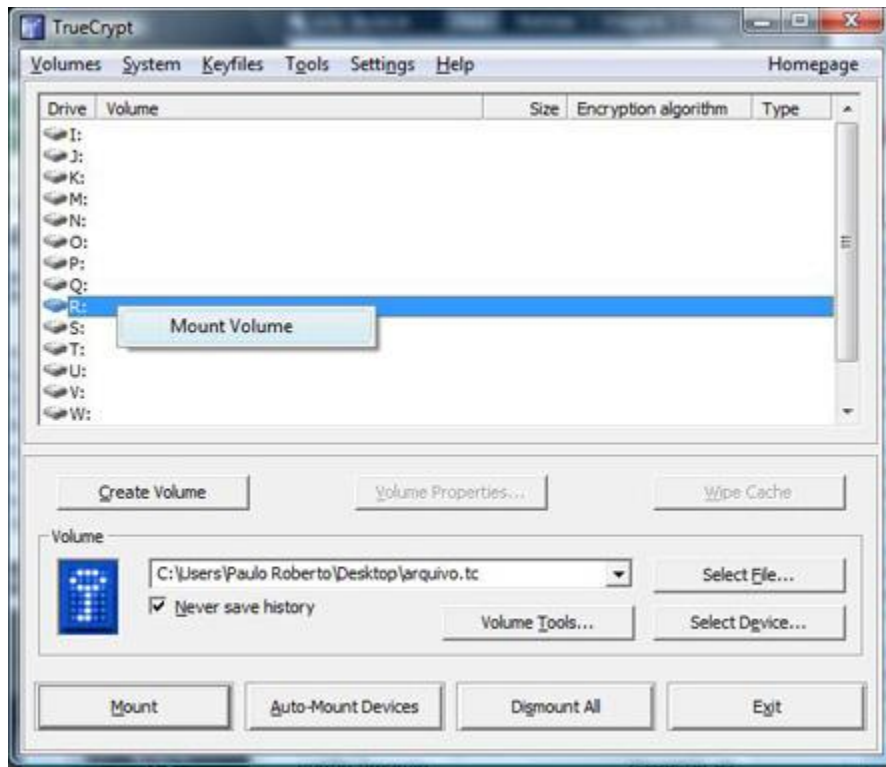 TrueCrypt
Volumes System Keyfiles Tools Settings Help Homepage
Drive Volume Size Encryption algorithm Type
I:
J:
K:
M:
N:
O:
P:
Q:
R:
Mount Volume
S:
T:
U:
V:
W:
Create Volume Volume Properties... Wipe Cache
Volume
C:\Users\Paulo Roberto\Desktop\arquivo.tc Select File...
Never save history
Volume Tools... Select Device...
Mount Auto-Mount Devices Dismount All Exit